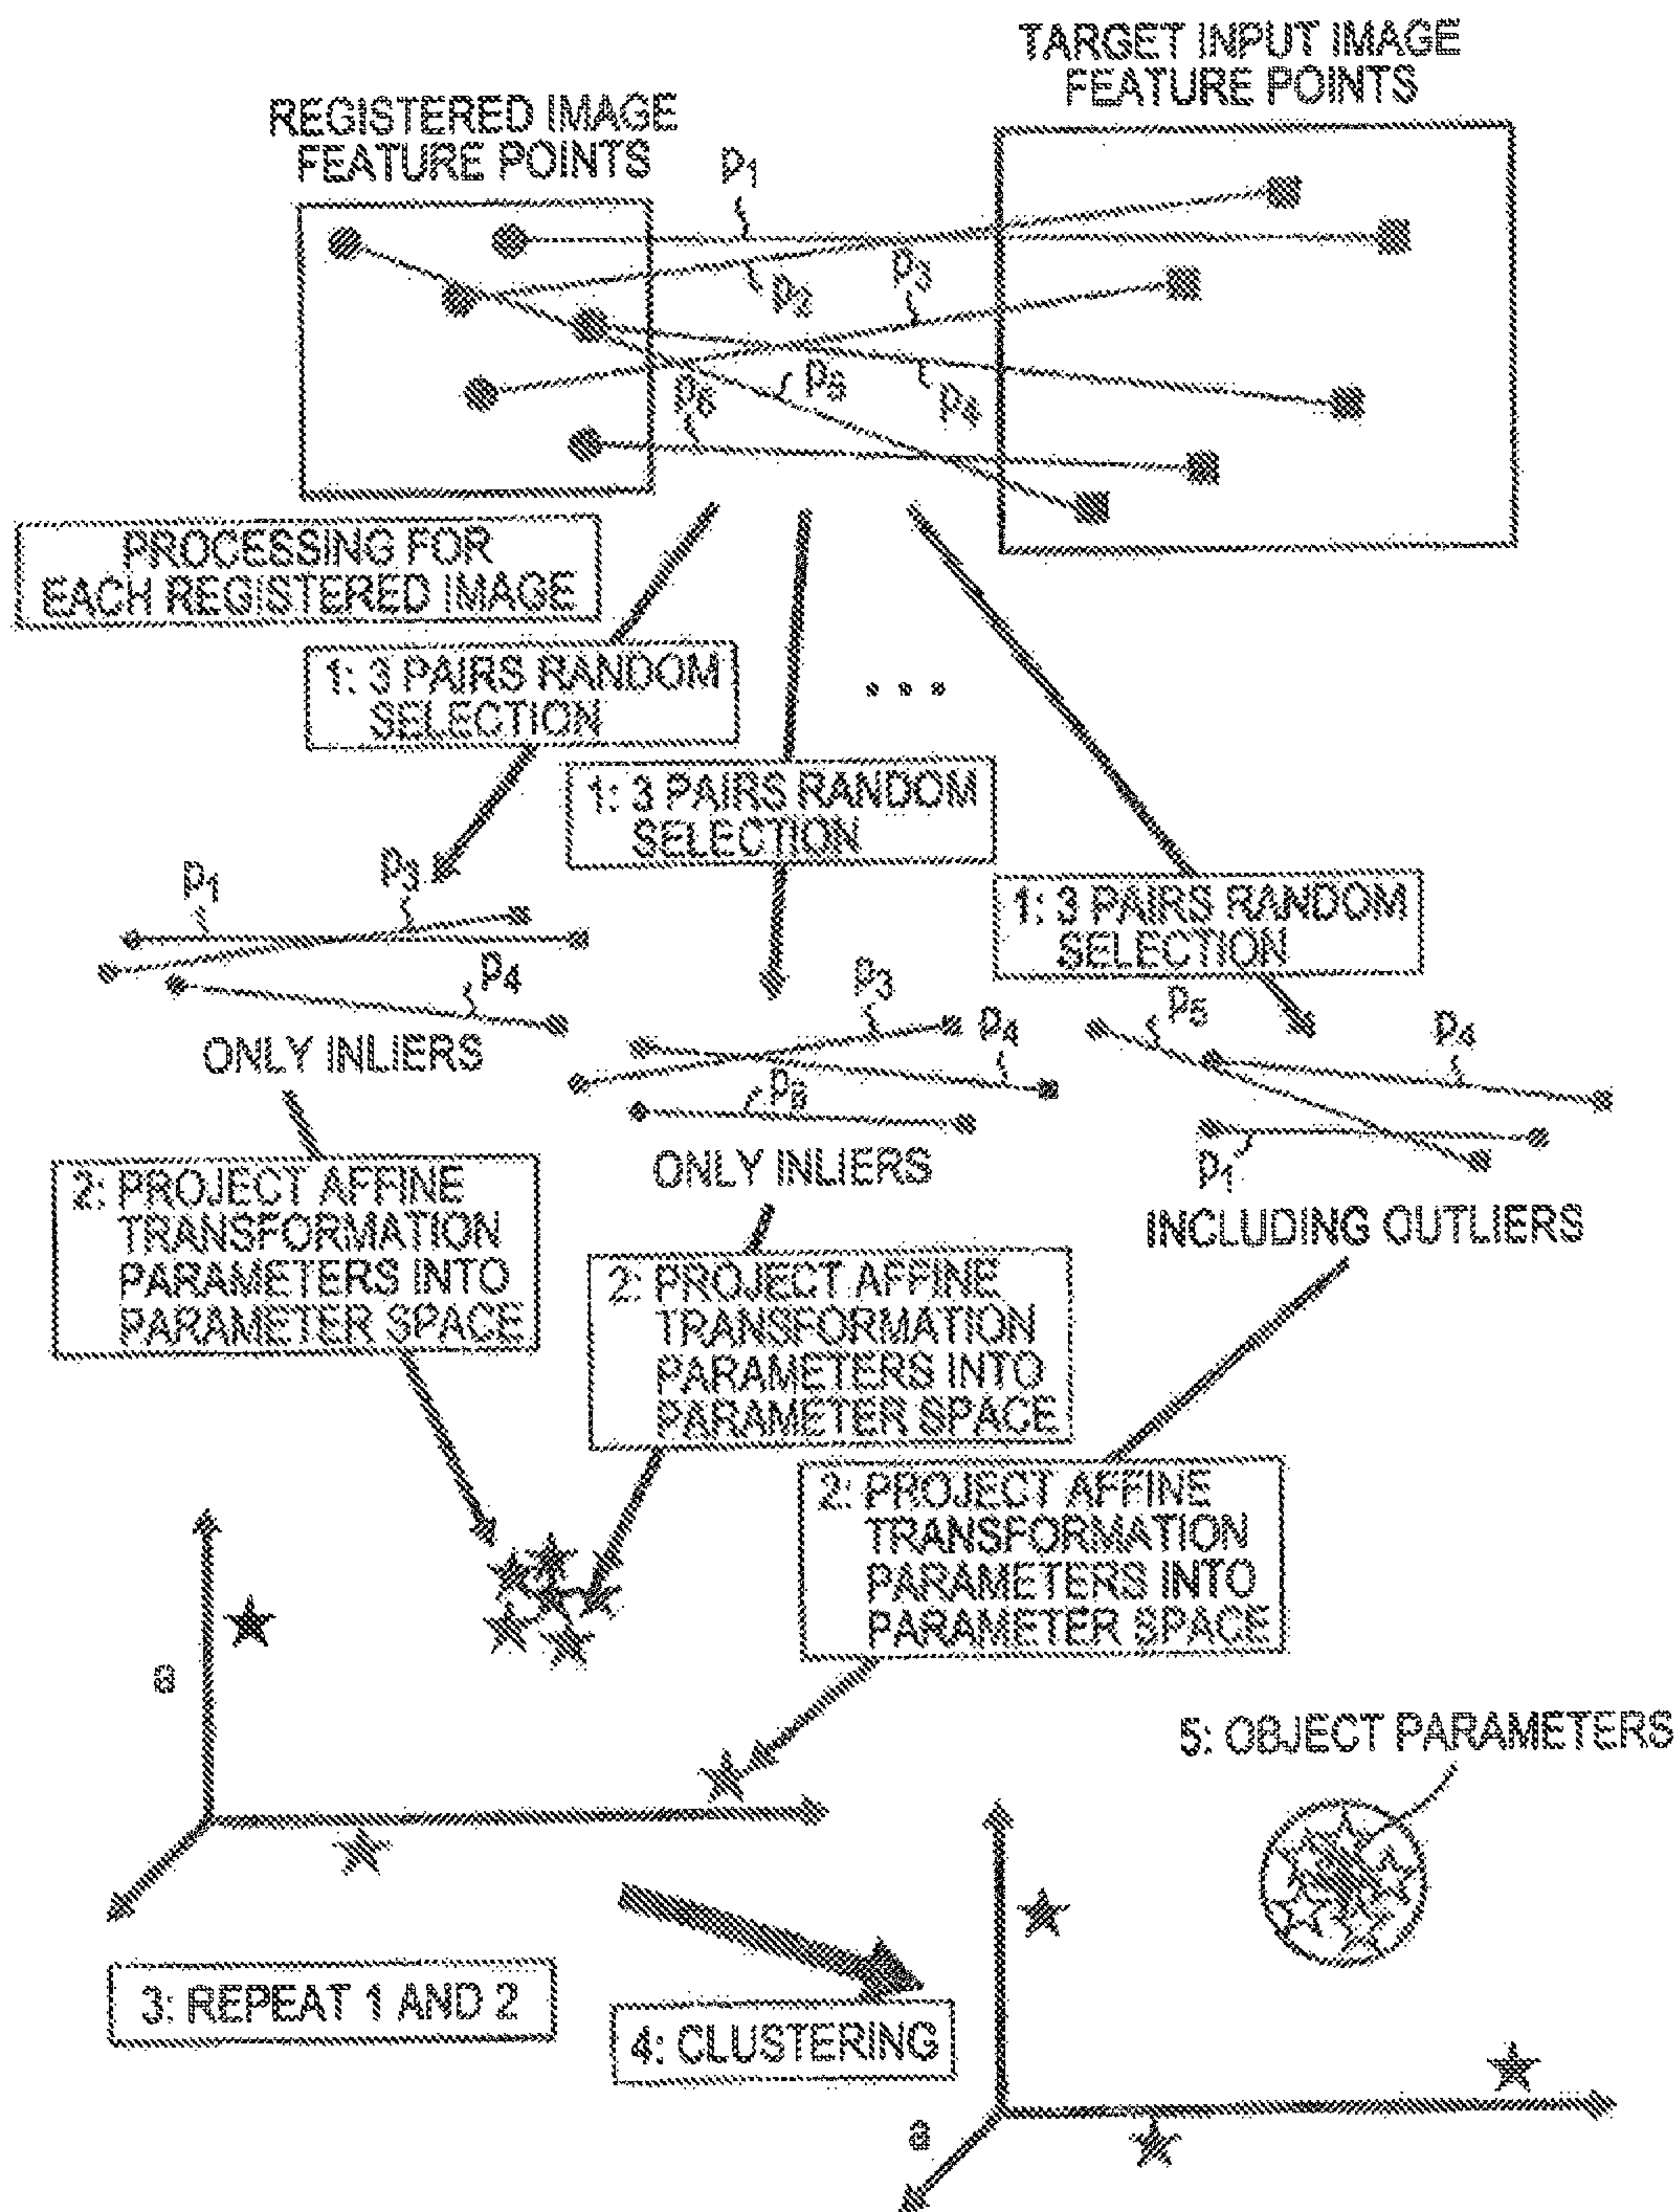 TARGET INPUT IMAGE
FEATURE POINTS
REGISTERED IMAGE
FEATURE POINTS
p1
p2
p3
p4
p5
p6
PROCESSING FOR
EACH REGISTERED IMAGE
1: 3 PAIRS RANDOM
SELECTION
...
1: 3 PAIRS RANDOM
SELECTION
1: 3 PAIRS RANDOM
SELECTION
p1
p3
p4
ONLY INLIERS
p3
p4
p6
ONLY INLIERS
p5
p4
p1
INCLUDING OUTLIERS
2: PROJECT AFFINE
TRANSFORMATION
PARAMETERS INTO
PARAMETER SPACE
2: PROJECT AFFINE
TRANSFORMATION
PARAMETERS INTO
PARAMETER SPACE
2: PROJECT AFFINE
TRANSFORMATION
PARAMETERS INTO
PARAMETER SPACE
a
5: OBJECT PARAMETERS
3: REPEAT 1 AND 2
4: CLUSTERING
a